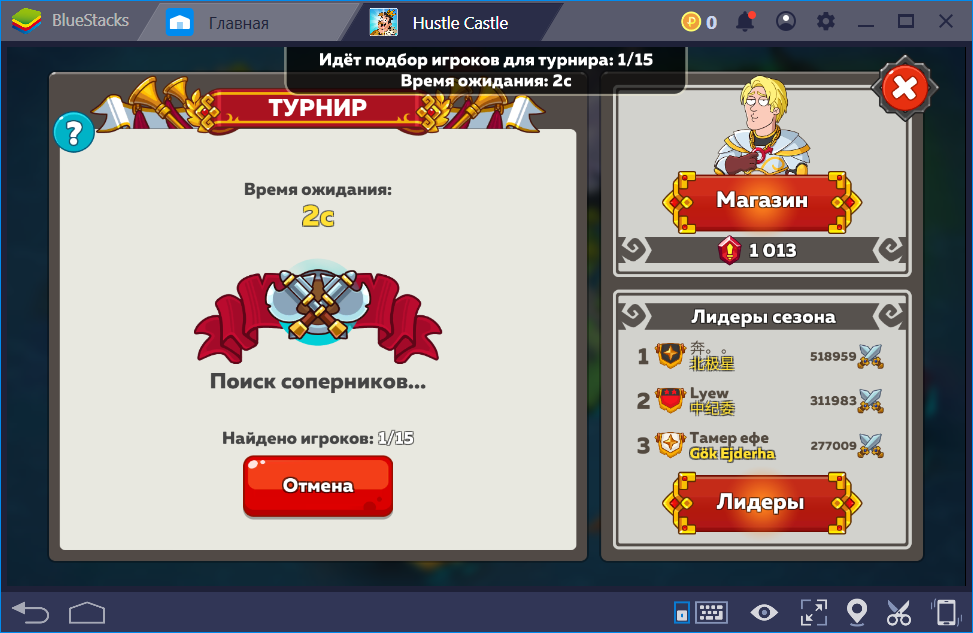 BlueStacks
Главная
Hustle Castle
0
Идёт подбор игроков для турнира: 1/15
Время ожидания: 2с
ТУРНИР
?
Время ожидания:
2с
Поиск соперников...
Найдено игроков: 1/15
Отмена
Магазин
1 013
Лидеры сезона
1 奔。。 518959
北极星
2 Lyew 311983
中纪委
3 Тамер ефе 277009
Gök Ejderha
Лидеры